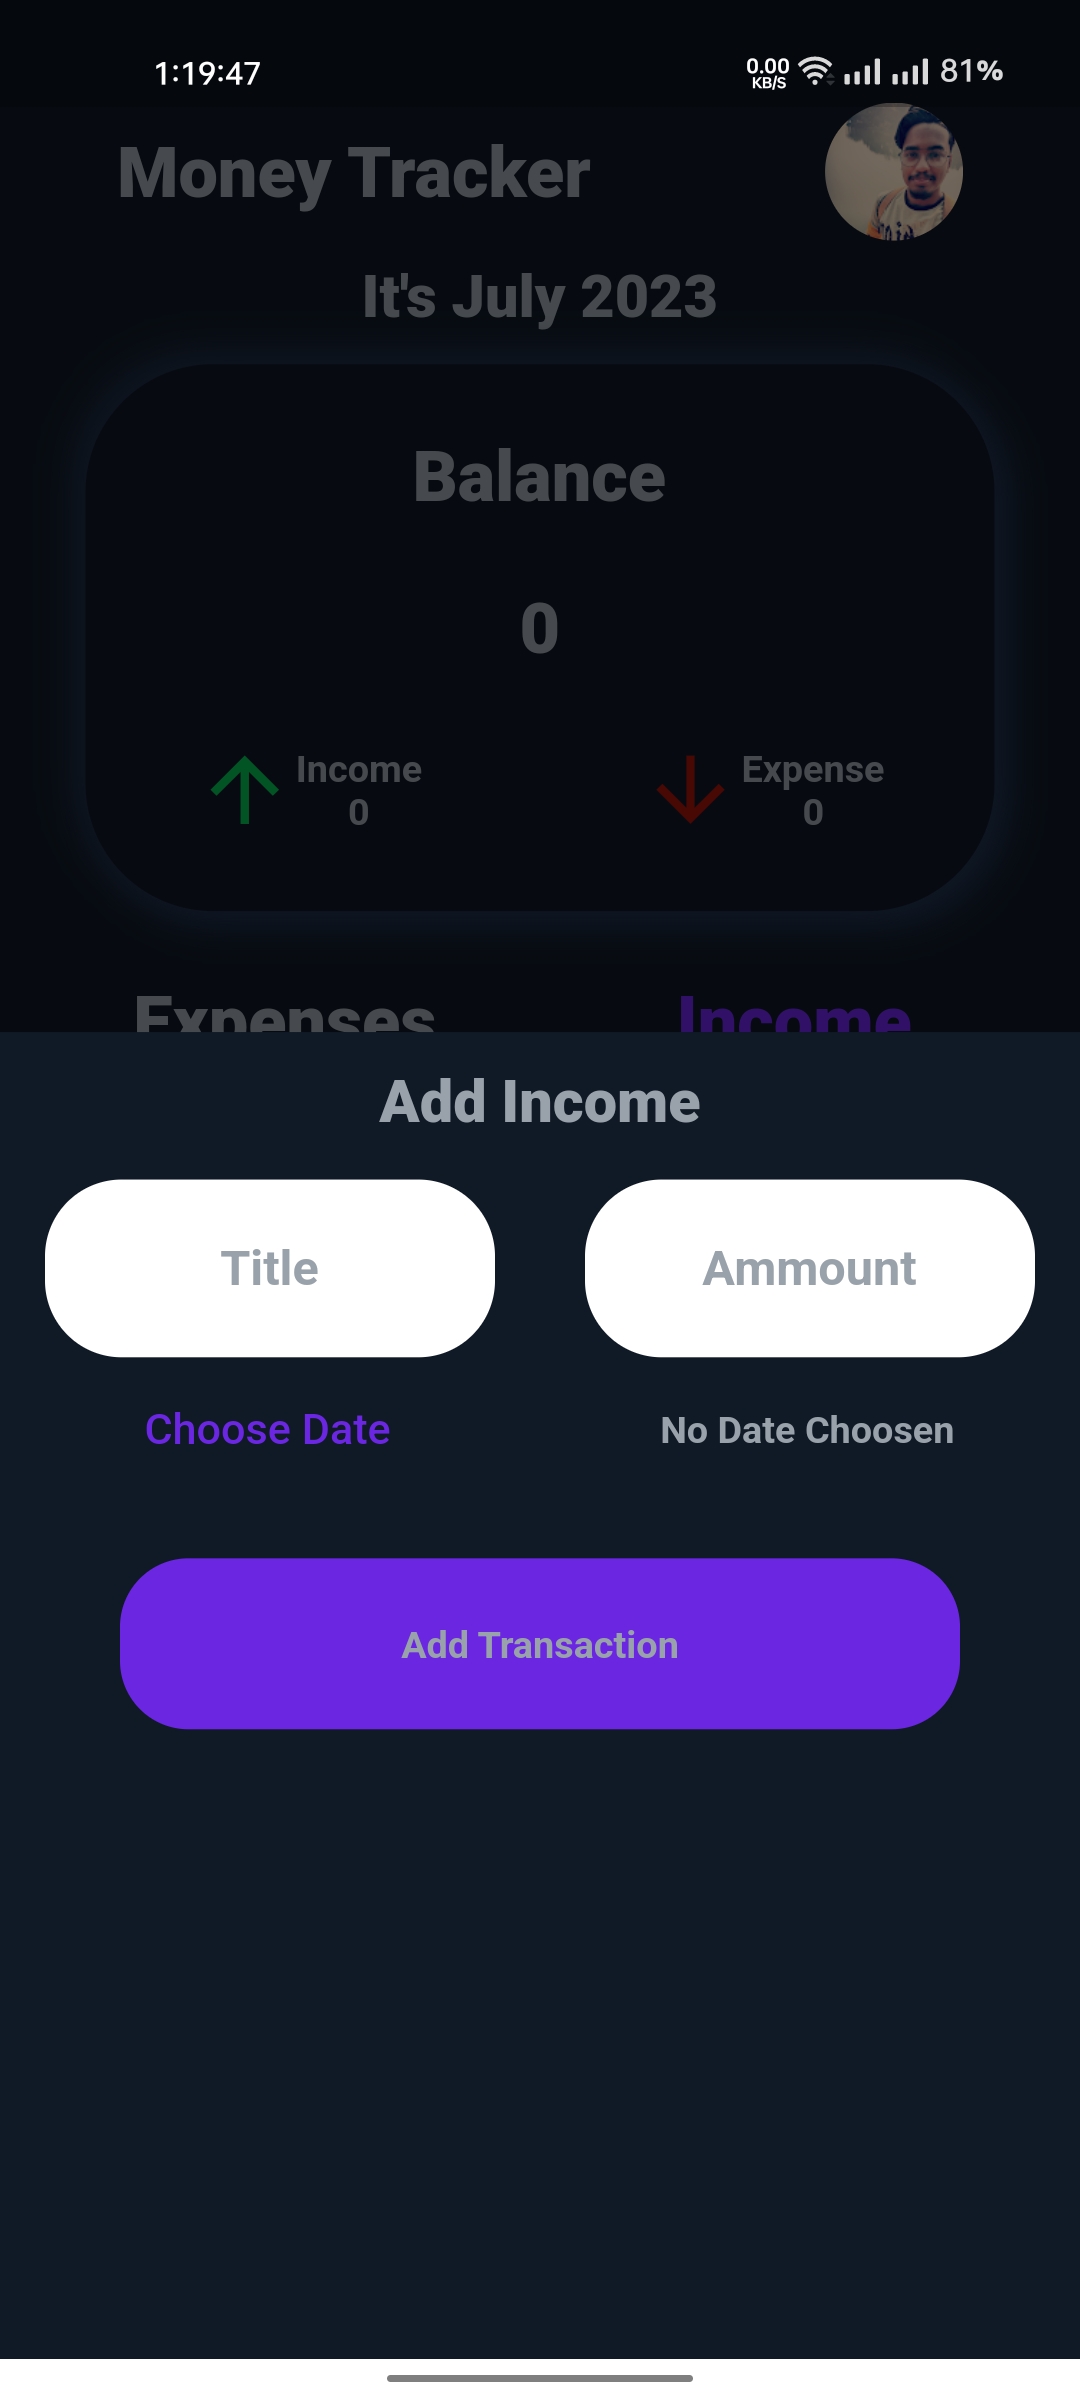 1:19:47 0.00 KB/S 81%
Money Tracker
It's July 2023
Balance
0
Income Expense
0 0
Expenses Income
Add Income
Title Ammount
Choose Date No Date Choosen
Add Transaction